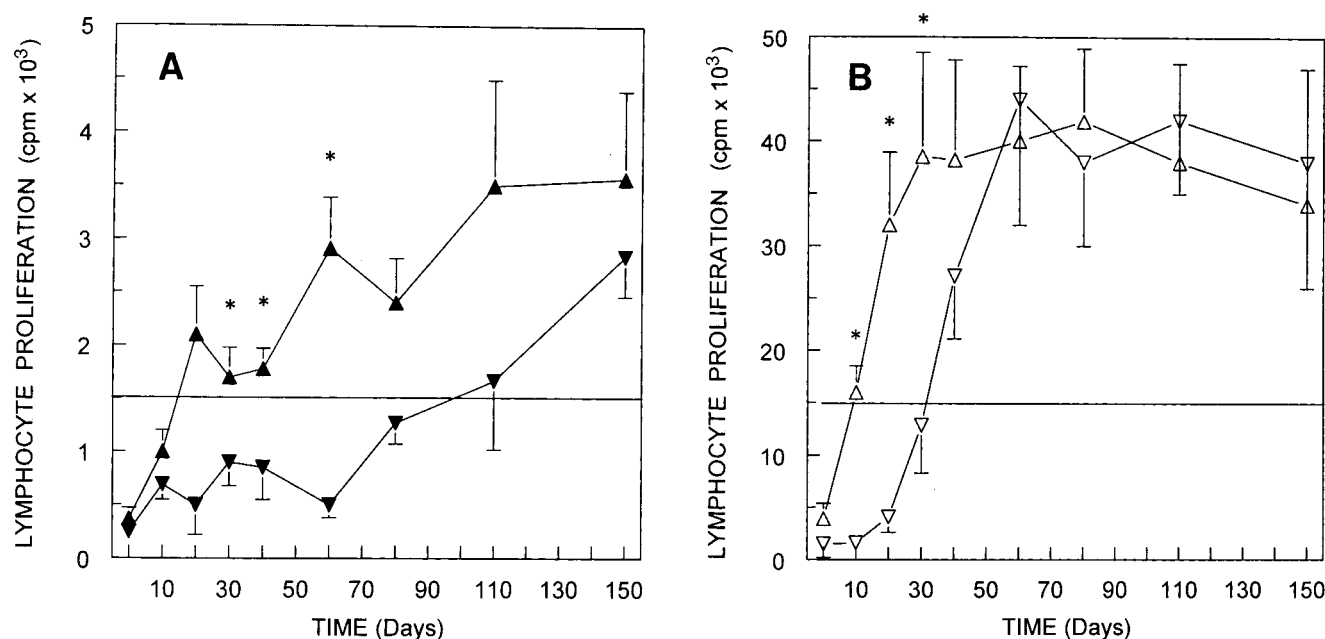 A
LYMPHOCYTE PROLIFERATION (cpm x 10³)
5
4
3
2
1
0
*
*
*
10 30 50 70 90 110 130 150
TIME (Days)
B
LYMPHOCYTE PROLIFERATION (cpm x 10³)
50
40
30
20
10
0
*
*
*
10 30 50 70 90 110 130 150
TIME (Days)